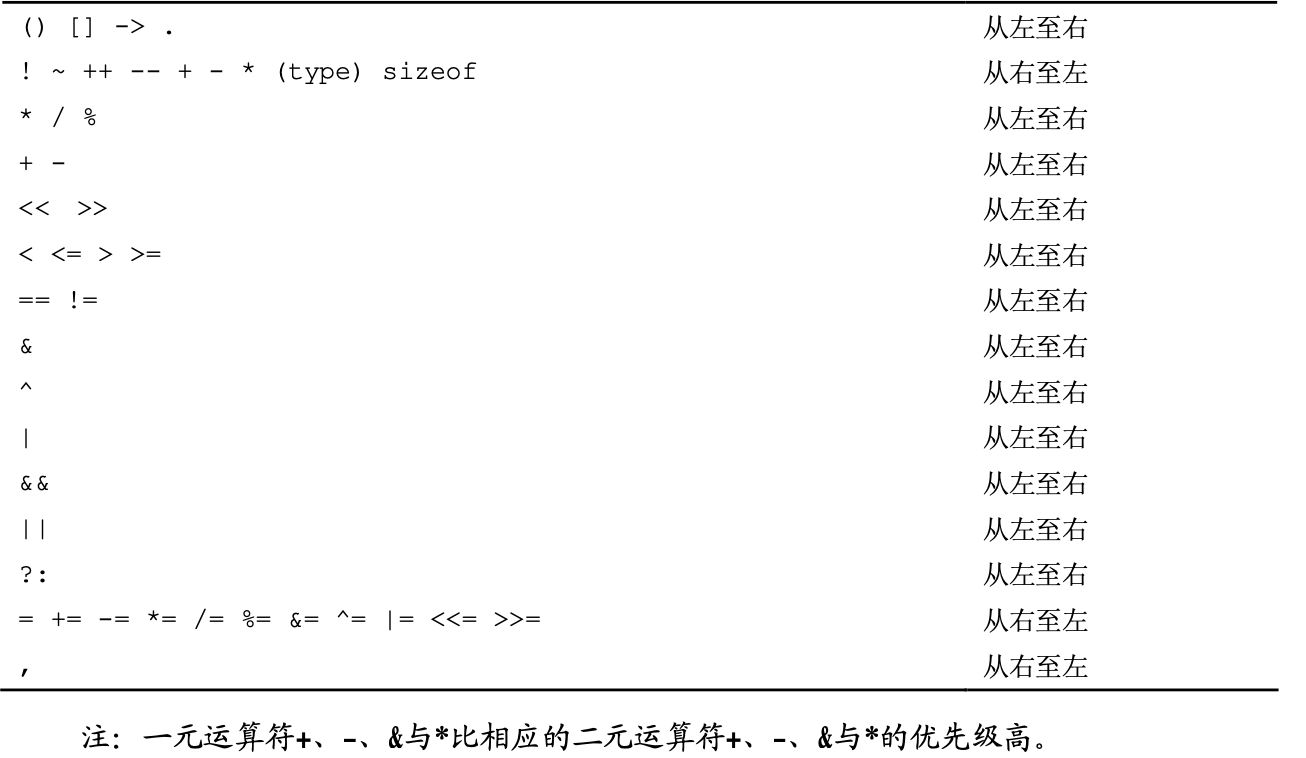 () [] -> . 从左至右
! ~ ++ -- + - * (type) sizeof 从右至左
* / % 从左至右
+ - 从左至右
<< >> 从左至右
< <= > >= 从左至右
== != 从左至右
& 从左至右
^ 从左至右
| 从左至右
&& 从左至右
|| 从左至右
?: 从左至右
= += -= *= /= %= &= ^= |= <<= >>= 从右至左
, 从右至左
注：一元运算符+、-、&与*比相应的二元运算符+、-、&与*的优先级高。